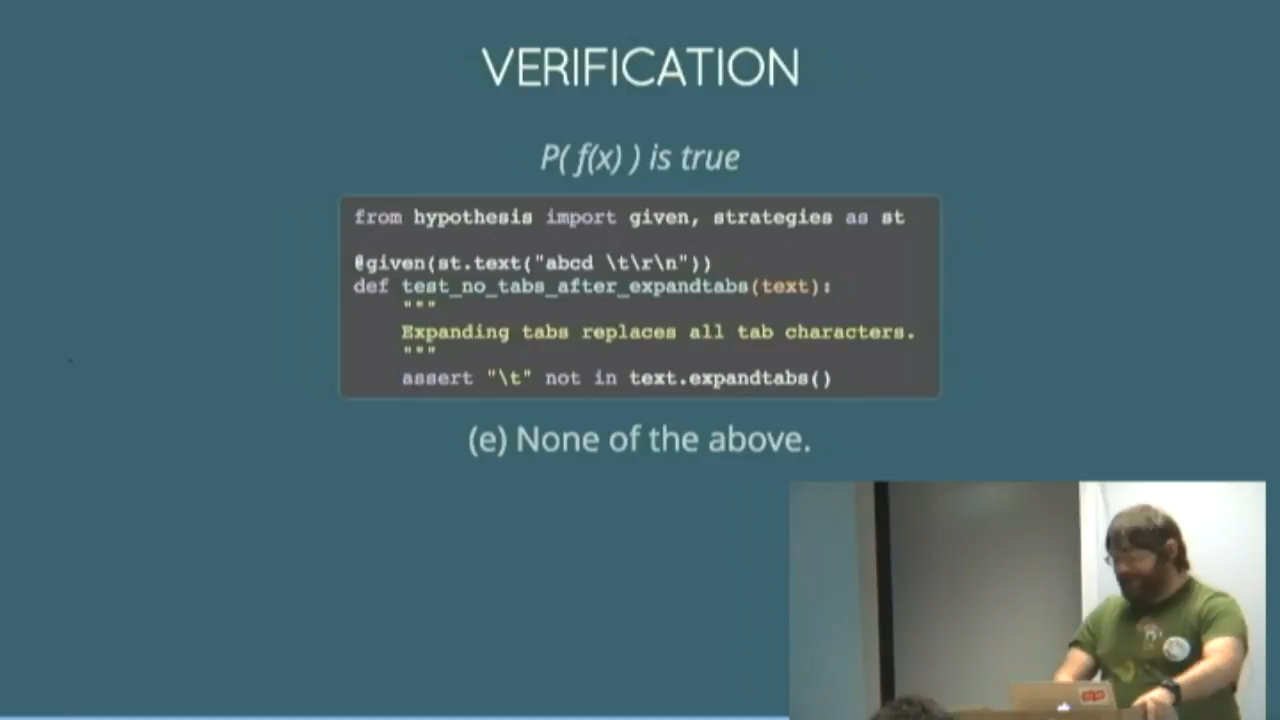 VERIFICATION
P( f(x) ) is true
from hypothesis import given, strategies as st
@given(st.text("abcd \t\r\n"))
def test_no_tabs_after_expandtabs(text):
"""
Expanding tabs replaces all tab characters.
"""
assert "\t" not in text.expandtabs()
(e) None of the above.